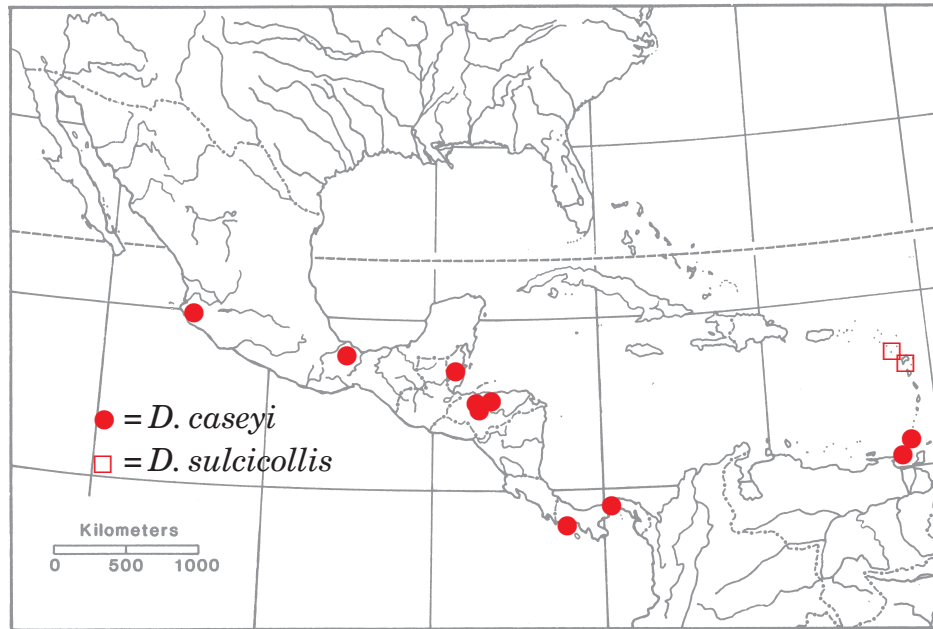 = D. caseyi
= D. sulcicollis
Kilometers
0 500 1000